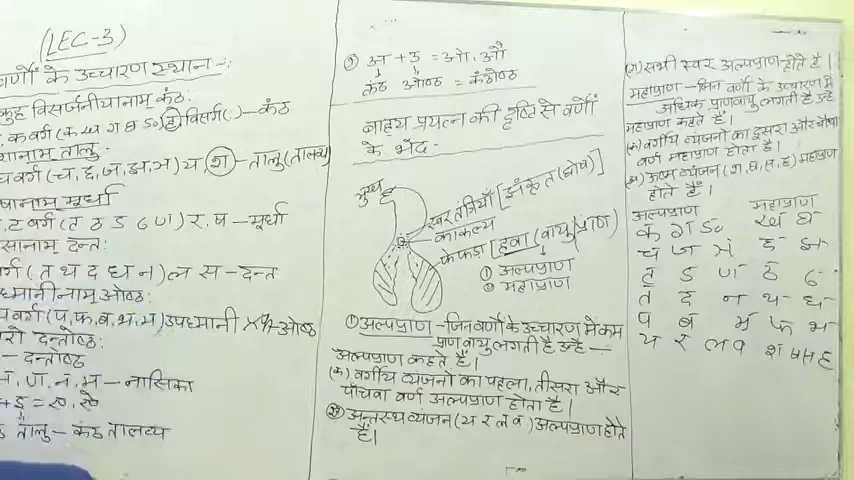 (LEC-3)
वर्णों के उच्चारण स्थान -:
कुह विसर्जनीयानाम् कंठ:
, कवर्ग (क ख ग घ ङ) ह विसर्ग(:) - कंठ
शानाम् तालु:
चवर्ग (च, छ, ज, झ, ञ) य, श - तालु (तालव्य)
षानाम् मूर्धा
, टवर्ग (ट ठ ड ढ ण) र, ष - मूर्धा
सानाम् दन्त:
वर्ग (त थ द ध न) ल स - दन्त
ध्मानीनाम् ओष्ठ:
पवर्ग (प, फ, ब, भ, म) उपध्मानी - ओष्ठ
दन्तोष्ठ:
- दन्तोष्ठ
ञ, ण, न, म - नासिका
+ इ = ए, ऐ
तालु - कंठ तालव्य
③ अ + उ = ओ, औ
कंठ ओष्ठ = कंठोष्ठ
बाह्य प्रयत्न की दृष्टि से वर्णों
के भेद -
मुख
स्वर तंत्रियाँ [झंकृत (घोष)]
काकल्य
फेफड़ा [हवा (वायु/प्राण)
① अल्पप्राण
② महाप्राण
① अल्पप्राण - जिन वर्णों के उच्चारण में कम
प्राण वायु लगती है उन्हें -
अल्पप्राण कहते हैं।
(क) वर्गीय व्यंजनों का पहला, तीसरा और
पाँचवा वर्ण अल्पप्राण होता है।
(ख) अन्तस्थ व्यंजन (य र ल व) अल्पप्राण होते
हैं।
(ग) सभी स्वर अल्पप्राण होते हैं।
महाप्राण - जिन वर्णों के उच्चारण में
अधिक प्राणवायु लगती है उन्हें
महाप्राण कहते हैं।
(क) वर्गीय व्यंजनों का दूसरा और चौथा
वर्ण महाप्राण होता है।
(ख) ऊष्म व्यंजन (श, ष, स, ह) महाप्राण
होते हैं।
अल्पप्राण महाप्राण
क ग ङ ख घ
च ज ञ छ झ
ट ड ण ठ ढ
त द न थ ध
प ब म फ भ
य र ल व श ष स ह